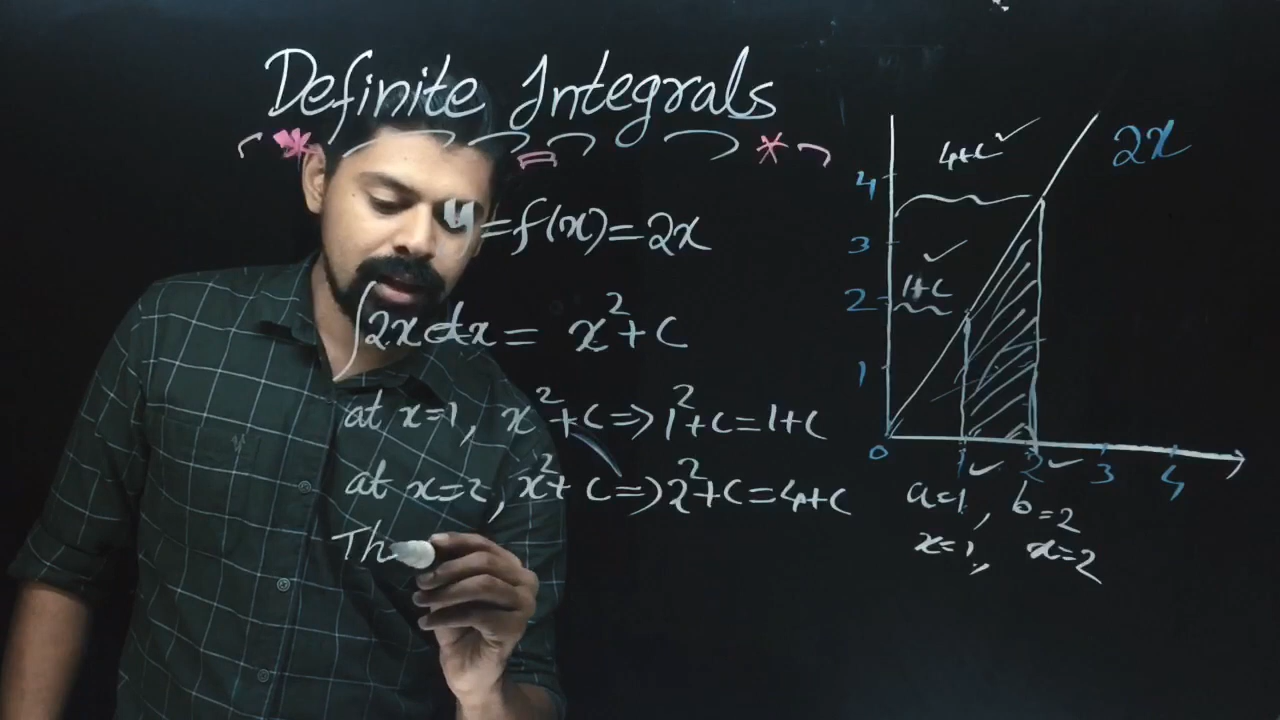 Definite Integrals
y = f(x) = 2x
∫2x dx = x² + C
at x=1, x²+C ⇒ 1²+C = 1+C
at x=2, x²+C ⇒ 2²+C = 4+C
Th
2x
4+C ✓
4
3
✓
1+C
2
1
0 1 ✓ 2 ✓ 3 4
a=1, b=2
x=1, x=2